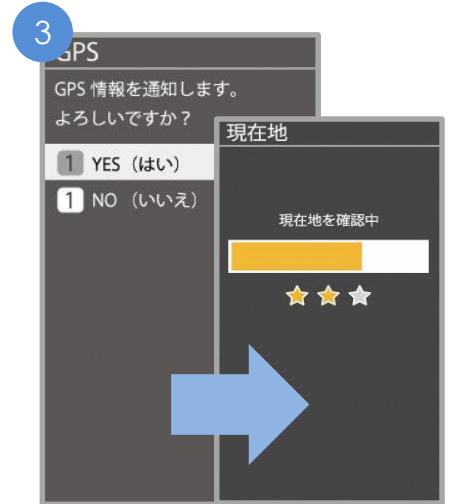 3
GPS
GPS 情報を通知します。
よろしいですか？
1 YES（はい）
1 NO （いいえ）
現在地
現在地を確認中